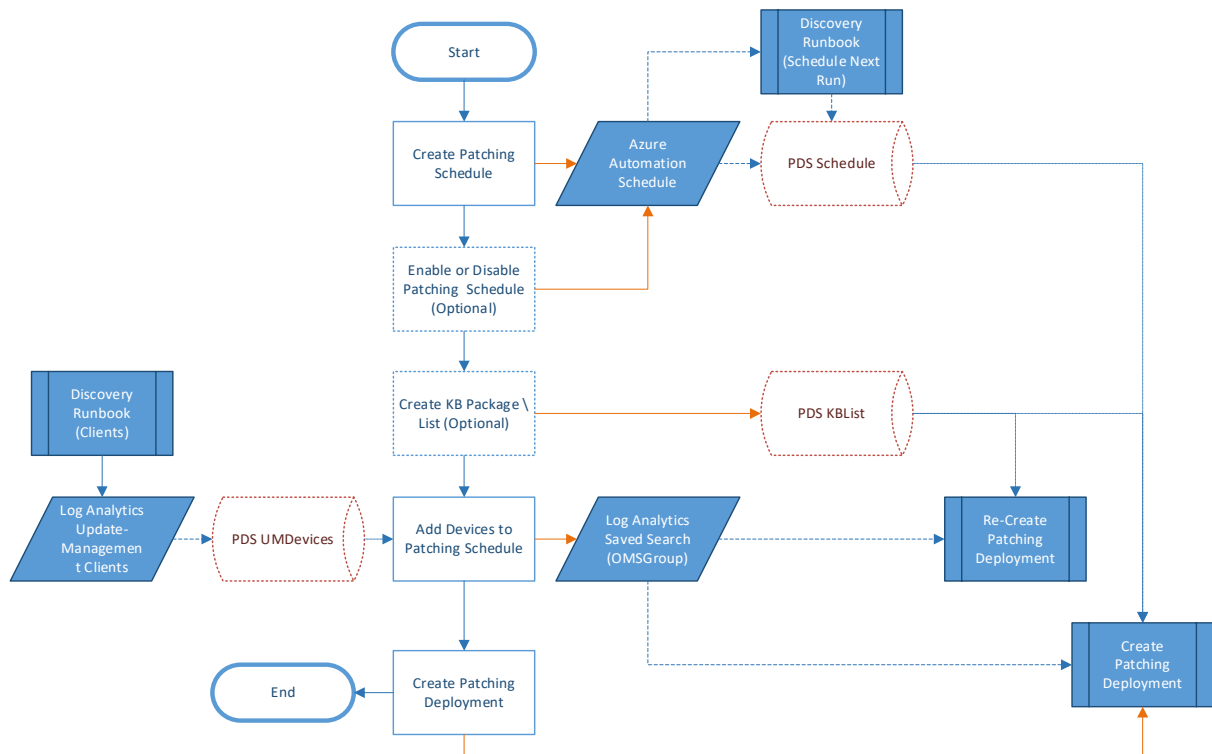 Start
Discovery
Runbook
(Schedule Next
Run)
Create Patching
Schedule
Azure
Automation
Schedule
PDS Schedule
Enable or Disable
Patching Schedule
(Optional)
Discovery
Runbook
(Clients)
Create KB Package \
List (Optional)
PDS KBList
Log Analytics
Update-
Managemen
t Clients
PDS UMDevices
Add Devices to
Patching Schedule
Log Analytics
Saved Search
(OMSGroup)
Re-Create
Patching
Deployment
End
Create Patching
Deployment
Create
Patching
Deployment